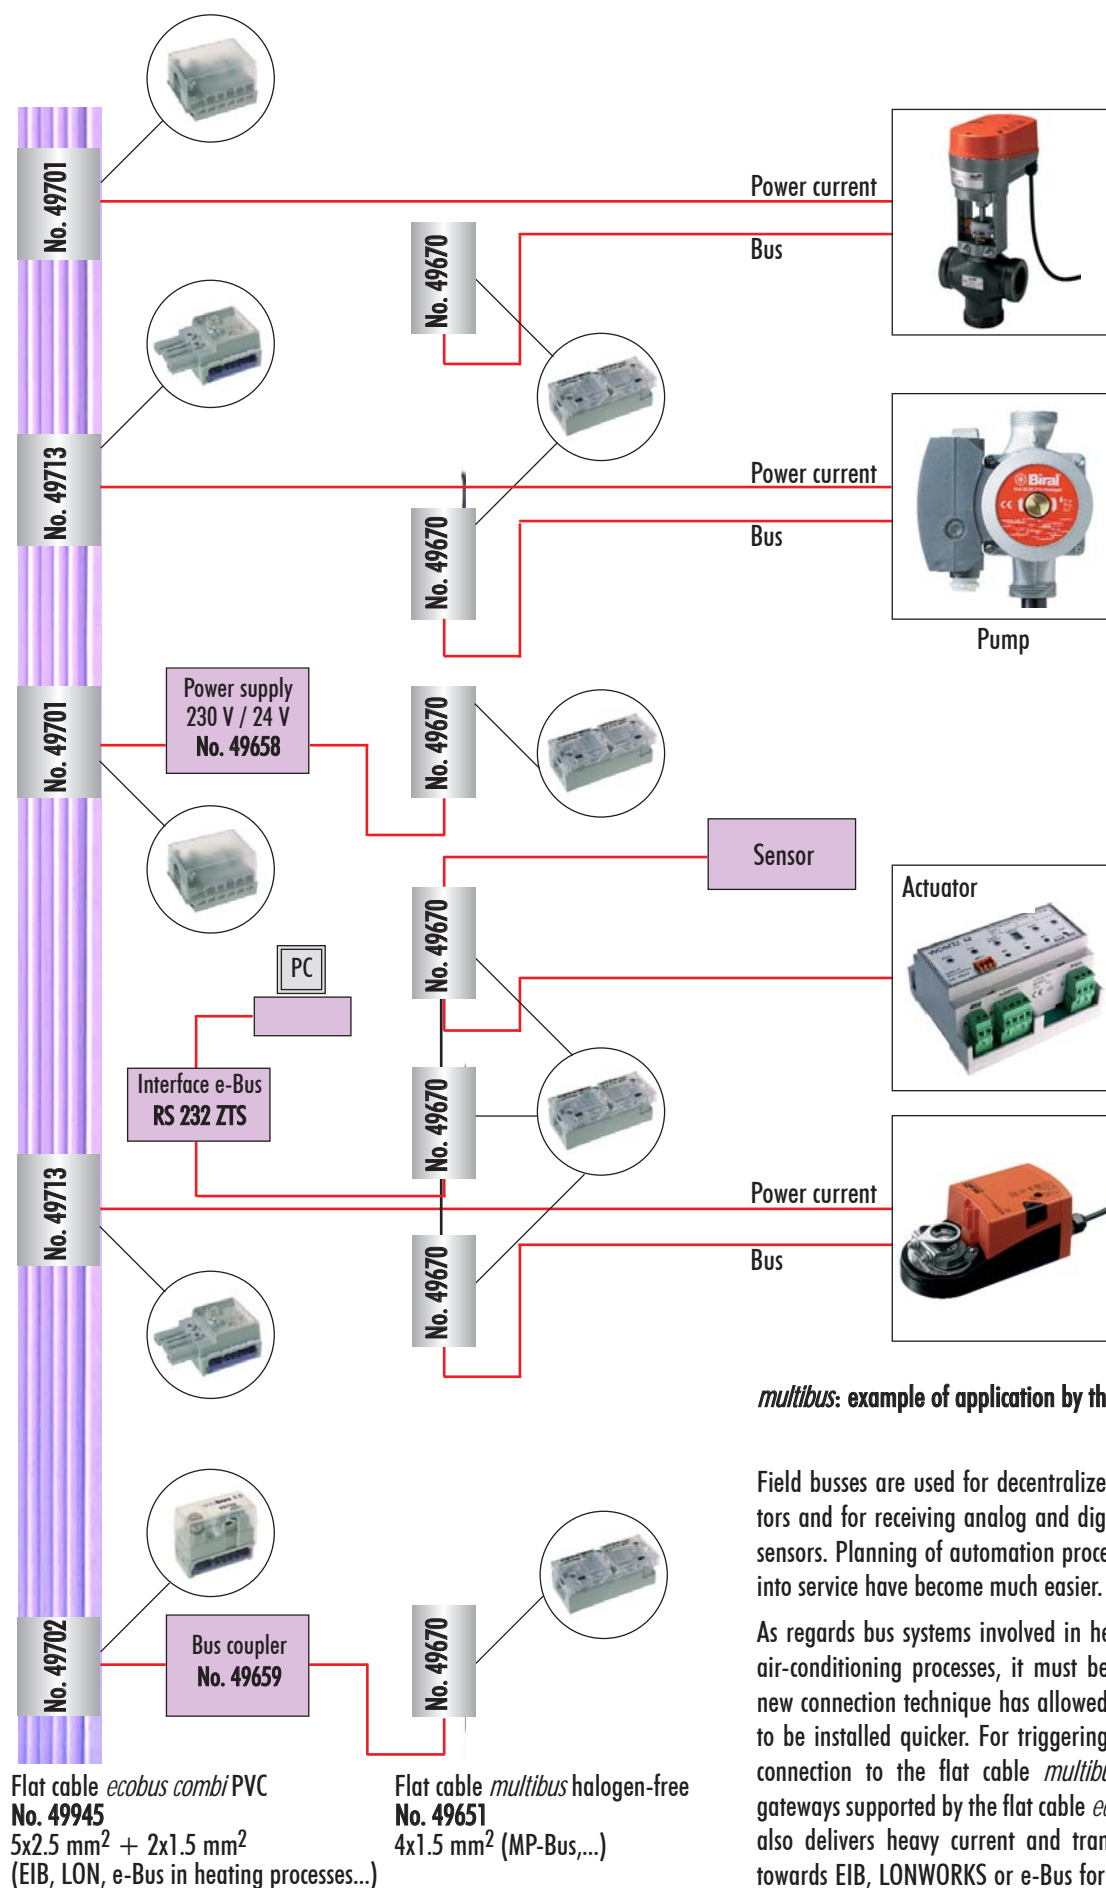 No. 49701
Power current
No. 49670
Bus
No. 49713
Power current
No. 49670
Bus
Biral
Pump
No. 49701
Power supply
230 V / 24 V
No. 49658
No. 49670
Sensor
Actuator
No. 49670
PC
Interface e-Bus
RS 232 ZTS
No. 49670
No. 49713
Power current
No. 49670
Bus
multibus: example of application by th
Field busses are used for decentralize
tors and for receiving analog and dig
sensors. Planning of automation proce
into service have become much easier.
As regards bus systems involved in he
air-conditioning processes, it must be
new connection technique has allowed
to be installed quicker. For triggering
connection to the flat cable multibu
gateways supported by the flat cable ec
also delivers heavy current and tran
towards EIB, LONWORKS or e-Bus for
No. 49702
Bus coupler
No. 49659
No. 49670
Flat cable ecobus combi PVC
No. 49945
5x2.5 mm² + 2x1.5 mm²
(EIB, LON, e-Bus in heating processes...)
Flat cable multibus halogen-free
No. 49651
4x1.5 mm² (MP-Bus,...)